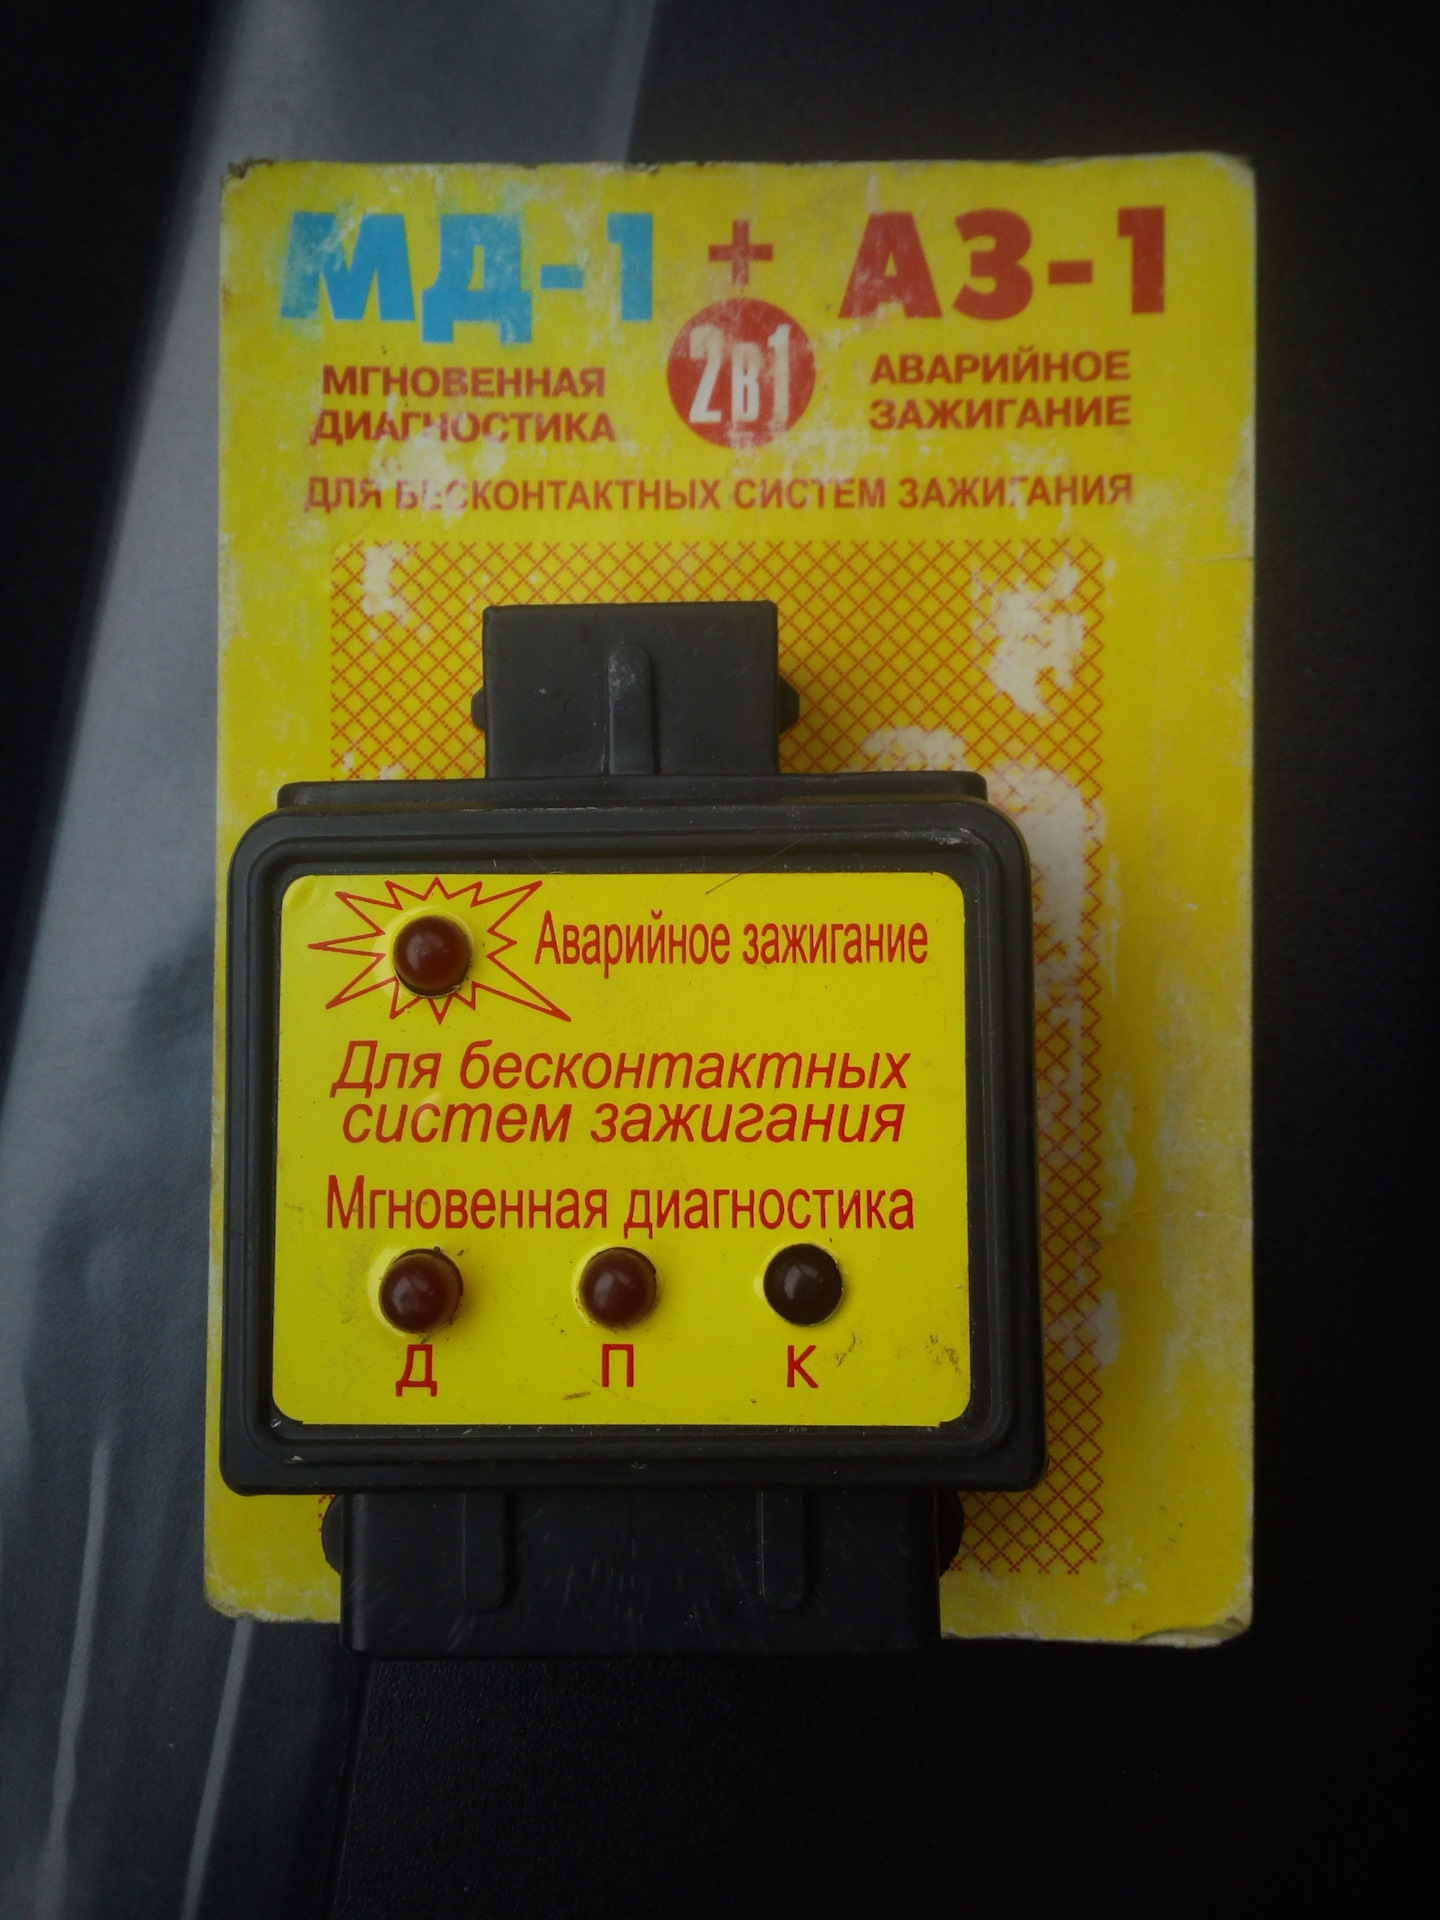 МД-1 + АЗ-1
2в1
МГНОВЕННАЯ
ДИАГНОСТИКА
АВАРИЙНОЕ
ЗАЖИГАНИЕ
ДЛЯ БЕСКОНТАКТНЫХ СИСТЕМ ЗАЖИГАНИЯ
Аварийное зажигание
Для бесконтактных
систем зажигания
Мгновенная диагностика
Д П К